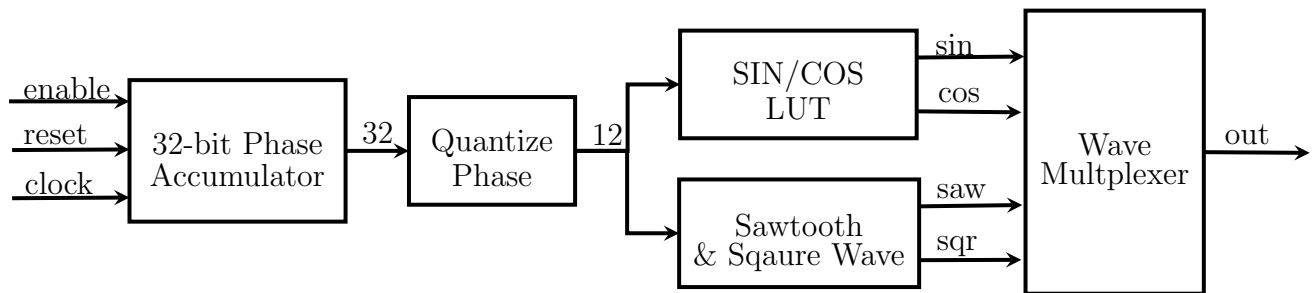 enable
reset
clock
32-bit Phase
Accumulator
32
Quantize
Phase
12
SIN/COS
LUT
sin
cos
Sawtooth
& Sqaure Wave
saw
sqr
Wave
Multplexer
out